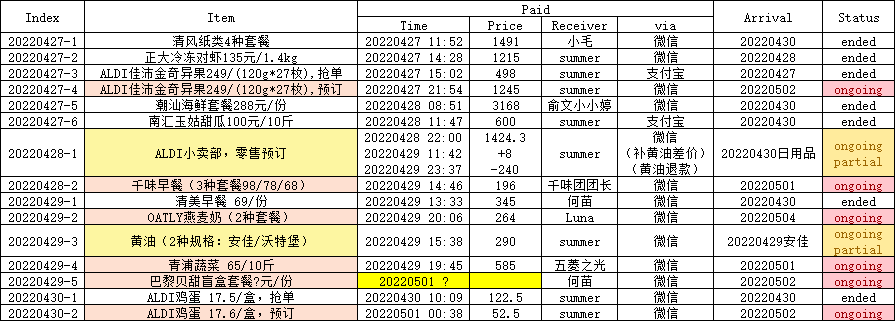 Index Item Paid Arrival Status
Time Price Receiver via
20220427-1 清风纸类4种套餐 20220427 11:52 1491 小毛 微信 20220430 ended
20220427-2 正大冷冻对虾135元/1.4kg 20220427 14:28 1215 summer 微信 20220428 ended
20220427-3 ALDI佳沛金奇异果249/(120g*27枚),抢单 20220427 15:02 498 summer 支付宝 20220427 ended
20220427-4 ALDI佳沛金奇异果249/(120g*27枚),预订 20220427 21:54 1245 summer 微信 20220502 ongoing
20220427-5 潮汕海鲜套餐288元/份 20220428 08:51 3168 俞文小小婷 微信 20220430 ended
20220427-6 南汇玉姑甜瓜100元/10斤 20220428 11:47 600 summer 支付宝 20220430 ended
20220428-1 ALDI小卖部，零售预订 20220428 22:00 1424.3 summer 微信 20220430日用品 ongoing
20220429 11:42 +8 （补黄油差价） partial
20220429 23:37 -240 （黄油退款）
20220428-2 千味早餐（3种套餐98/78/68） 20220429 14:46 196 千味团团长 微信 20220501 ongoing
20220429-1 清美早餐 69/份 20220429 13:33 345 何苗 微信 20220430 ended
20220429-2 OATLY燕麦奶（2种套餐） 20220429 20:06 264 Luna 微信 20220504 ongoing
20220429-3 黄油（2种规格：安佳/沃特堡） 20220429 15:38 290 summer 微信 20220429安佳 ongoing
partial
20220429-4 青浦蔬菜 65/10斤 20220429 19:45 585 五菱之光 微信 20220501 ongoing
20220429-5 巴黎贝甜盲盒套餐?元/份 20220501 ? 何苗 微信 20220502 ongoing
20220430-1 ALDI鸡蛋 17.5/盒，抢单 20220430 10:09 122.5 summer 微信 20220430 ended
20220430-2 ALDI鸡蛋 17.6/盒，预订 20220501 00:38 52.5 summer 微信 20220502 ongoing